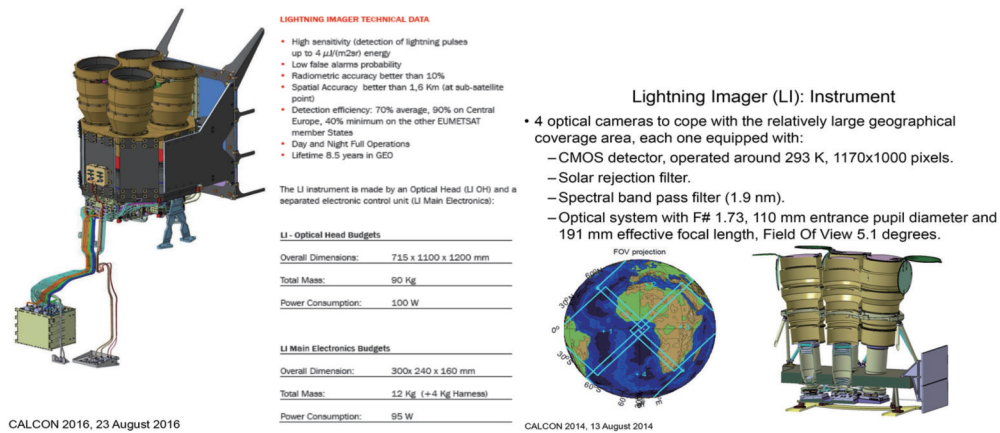 LIGHTNING IMAGER TECHNICAL DATA
• High sensitivity (detection of lightning pulses
up to 4 µJ/(m2sr) energy
• Low false alarms probability
• Radiometric accuracy better than 10%
• Spatial Accuracy better than 1,6 Km (at sub-satellite
point)
• Detection efficiency: 70% average, 90% on Central
Europe, 40% minimum on the other EUMETSAT
member States
• Day and Night Full Operations
• Lifetime 8.5 years in GEO
The LI instrument is made by an Optical Head (LI OH) and a
separated electronic control unit (LI Main Electronics):
LI - Optical Head Budgets
Overall Dimensions: 715 x 1100 x 1200 mm
Total Mass: 90 Kg
Power Consumption: 100 W
LI Main Electronics Budgets
Overall Dimension: 300x 240 x 160 mm
Total Mass: 12 Kg (+4 Kg Harness)
Power Consumption: 95 W
CALCON 2016, 23 August 2016
Lightning Imager (LI): Instrument
• 4 optical cameras to cope with the relatively large geographical
coverage area, each one equipped with:
–CMOS detector, operated around 293 K, 1170x1000 pixels.
–Solar rejection filter.
–Spectral band pass filter (1.9 nm).
–Optical system with F# 1.73, 110 mm entrance pupil diameter and
191 mm effective focal length, Field Of View 5.1 degrees.
FOV projection
60°N
30°N
0°
30°S
60°S
CALCON 2014, 13 August 2014